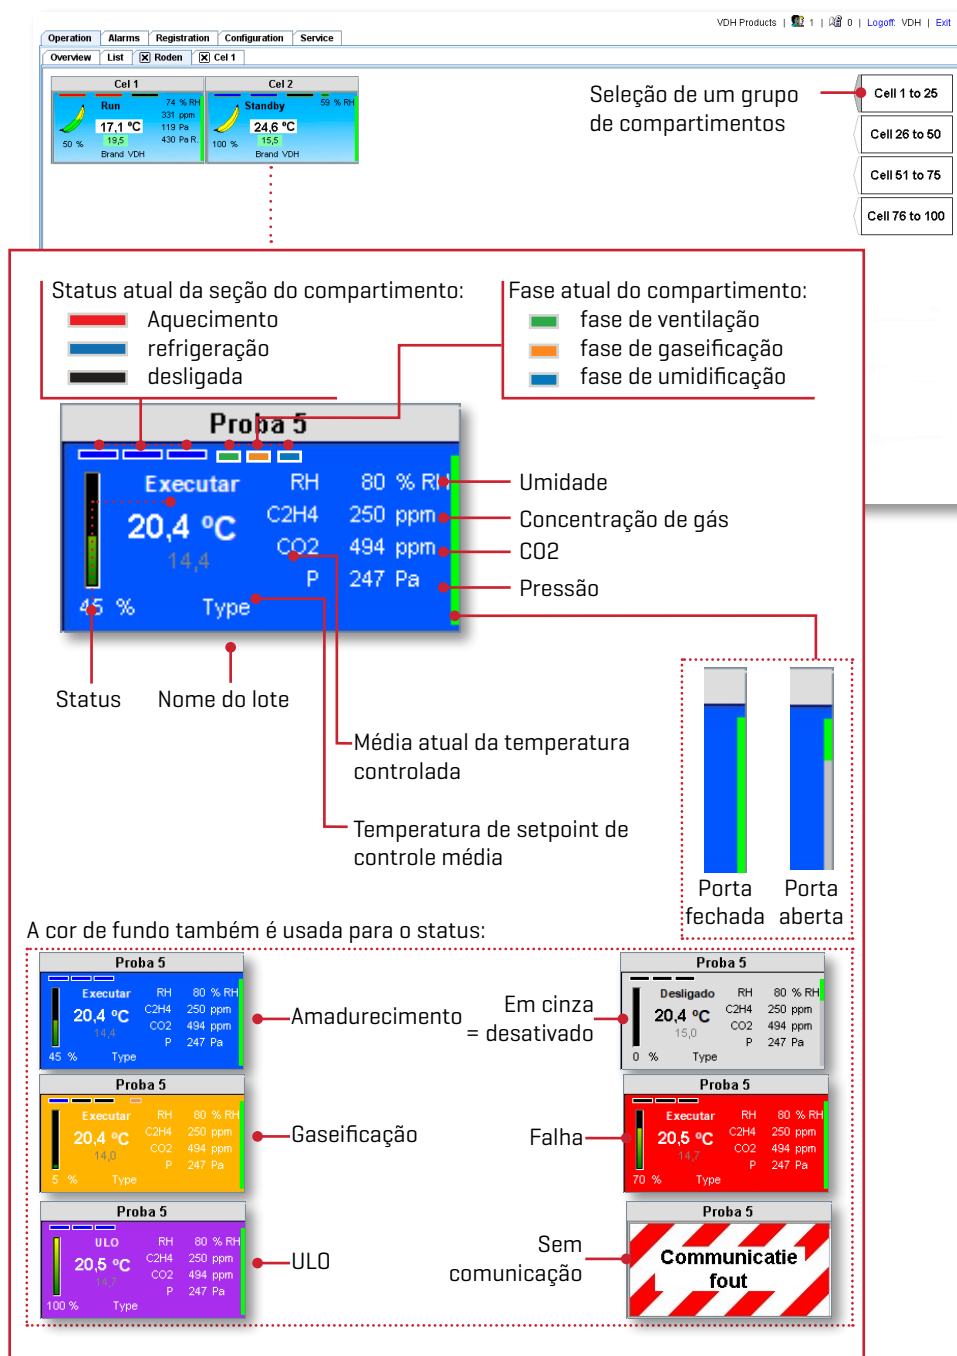 VDH Products | 1 | 0 | Logoff: VDH | Exit
Operation Alarms Registration Configuration Service
Overview List Roden Cel 1
Cel 1 Cel 2
Run 74 % RH
331 ppm
17,1 ºC 119 Pa
19,5 430 Pa R.
50 %
Brand VDH
Standby 59 % RH
24,6 ºC
15,5
100 %
Brand VDH
Seleção de um grupo
de compartimentos
Cell 1 to 25
Cell 26 to 50
Cell 51 to 75
Cell 76 to 100
Status atual da seção do compartimento:
Aquecimento
refrigeração
desligada
Fase atual do compartimento:
fase de ventilação
fase de gaseificação
fase de umidificação
Proba 5
Executar RH 80 % RH
20,4 ºC C2H4 250 ppm
14,4 CO2 494 ppm
P 247 Pa
45 % Type
Umidade
Concentração de gás
CO2
Pressão
Status
Nome do lote
Média atual da temperatura
controlada
Temperatura de setpoint de
controle média
Porta
fechada
Porta
aberta
A cor de fundo também é usada para o status:
Proba 5
Executar RH 80 % RH
20,4 ºC C2H4 250 ppm
14,4 CO2 494 ppm
P 247 Pa
45 % Type
Amadurecimento
Em cinza
= desativado
Proba 5
Desligado RH 80 % RH
20,4 ºC C2H4 250 ppm
15,0 CO2 494 ppm
P 247 Pa
0 % Type
Proba 5
Executar RH 80 % RH
20,4 ºC C2H4 250 ppm
14,0 CO2 494 ppm
P 247 Pa
5 % Type
Gaseificação
Falha
Proba 5
Executar RH 80 % RH
20,5 ºC C2H4 250 ppm
14,7 CO2 494 ppm
P 247 Pa
70 % Type
Proba 5
ULO RH 80 % RH
20,5 ºC C2H4 250 ppm
14,7 CO2 494 ppm
P 247 Pa
100 % Type
ULO
Sem
comunicação
Proba 5
Communicatie
fout